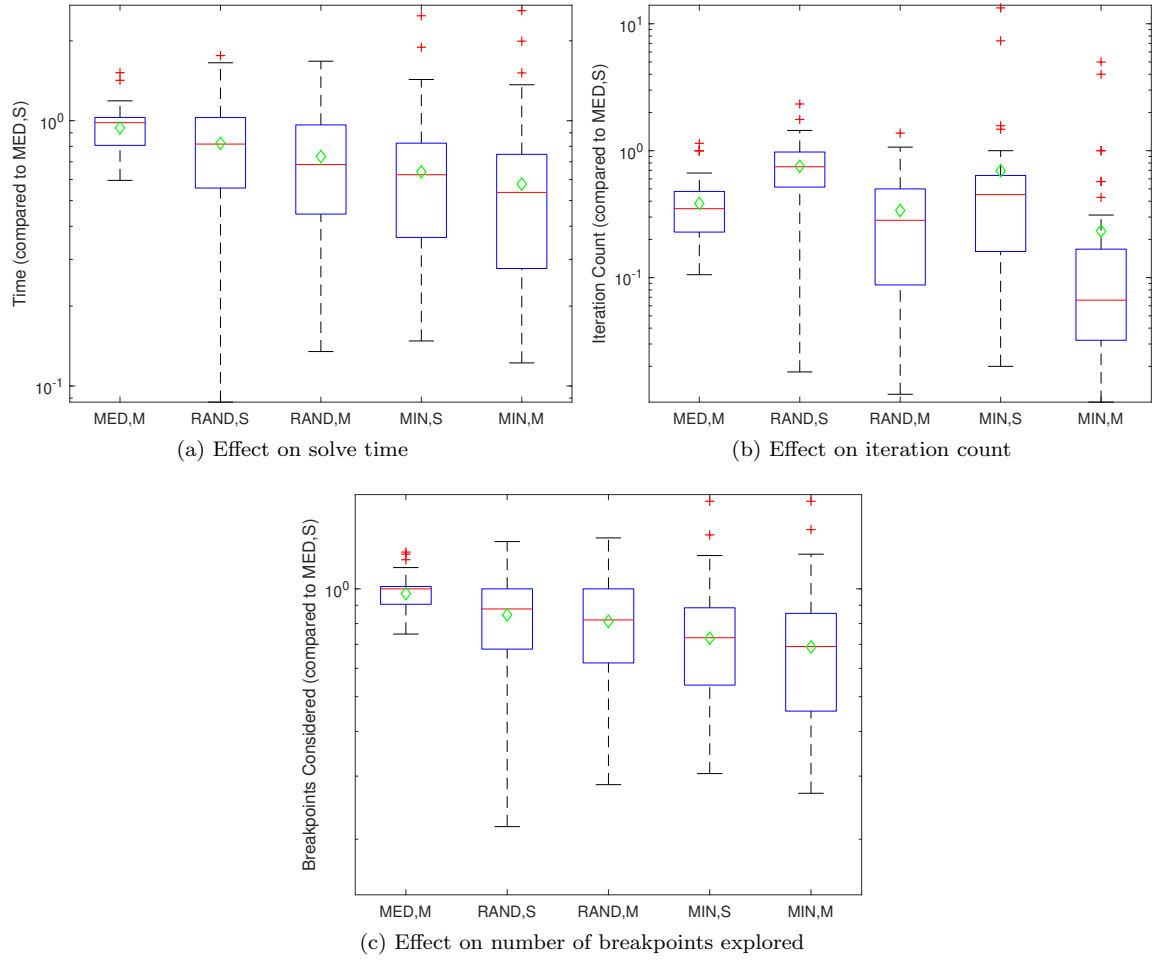 Time (compared to MED,S)
10^0
10^-1
MED,M RAND,S RAND,M MIN,S MIN,M
(a) Effect on solve time
Iteration Count (compared to MED,S)
10^1
10^0
10^-1
MED,M RAND,S RAND,M MIN,S MIN,M
(b) Effect on iteration count
Breakpoints Considered (compared to MED,S)
10^0
MED,M RAND,S RAND,M MIN,S MIN,M
(c) Effect on number of breakpoints explored